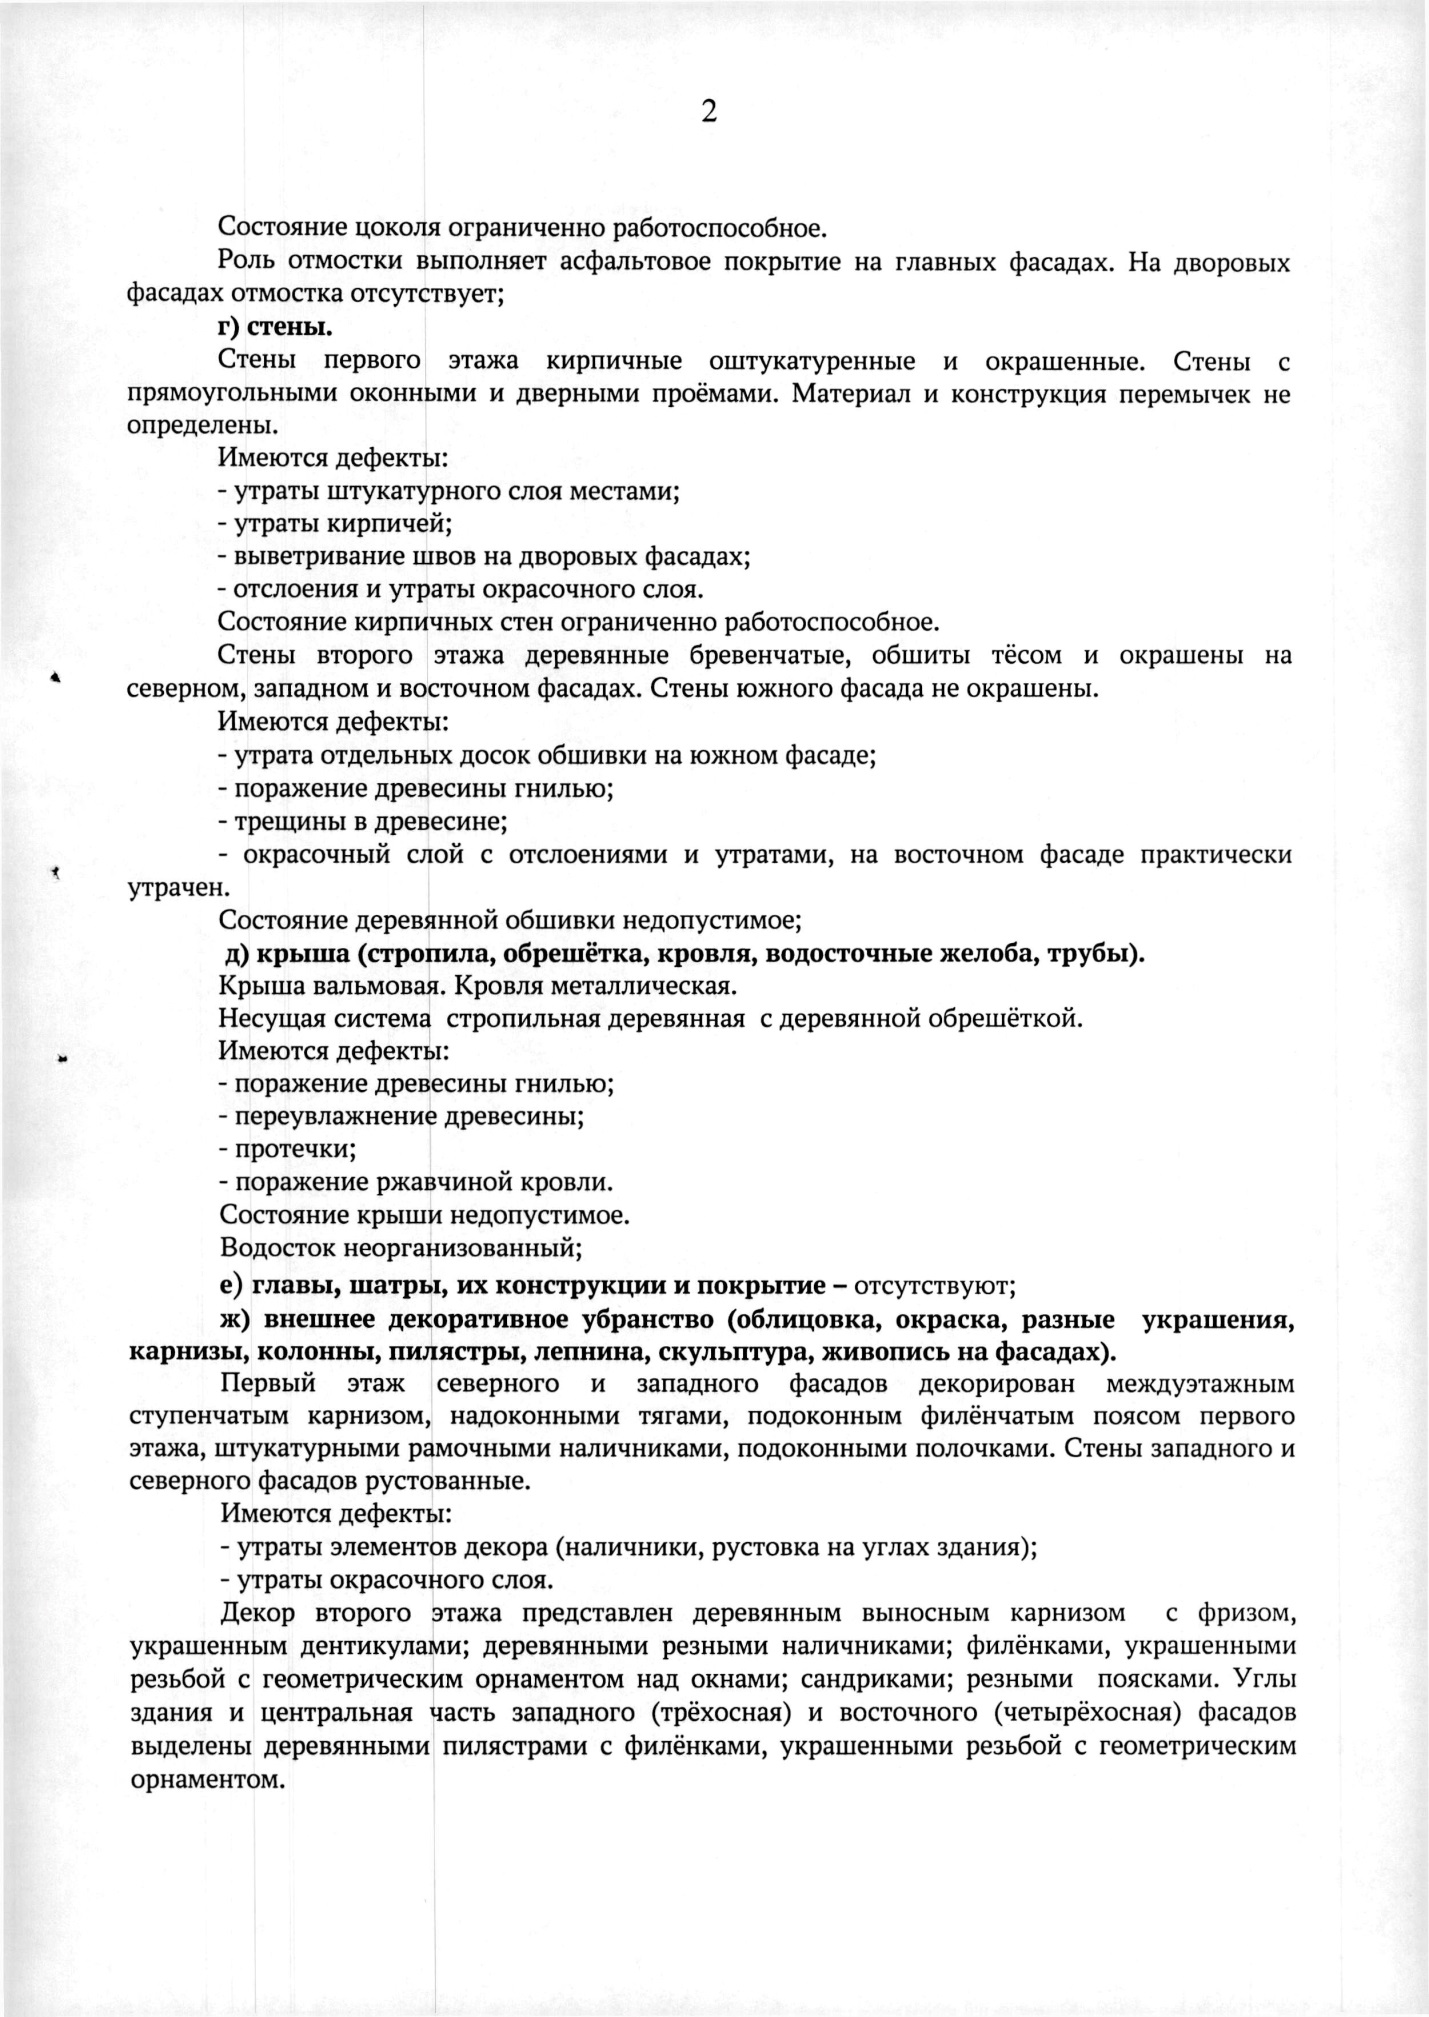 2
Состояние цоколя ограниченно работоспособное.
Роль отмостки выполняет асфальтовое покрытие на главных фасадах. На дворовых
фасадах отмостка отсутствует;
г) стены.
Стены первого этажа кирпичные оштукатуренные и окрашенные. Стены с
прямоугольными оконными и дверными проёмами. Материал и конструкция перемычек не
определены.
Имеются дефекты:
- утраты штукатурного слоя местами;
- утраты кирпичей;
- выветривание швов на дворовых фасадах;
- отслоения и утраты окрасочного слоя.
Состояние кирпичных стен ограниченно работоспособное.
Стены второго этажа деревянные бревенчатые, обшиты тёсом и окрашены на
северном, западном и восточном фасадах. Стены южного фасада не окрашены.
Имеются дефекты:
- утрата отдельных досок обшивки на южном фасаде;
- поражение древесины гнилью;
- трещины в древесине;
- окрасочный слой с отслоениями и утратами, на восточном фасаде практически
утрачен.
Состояние деревянной обшивки недопустимое;
д) крыша (стропила, обрешётка, кровля, водосточные желоба, трубы).
Крыша вальмовая. Кровля металлическая.
Несущая система стропильная деревянная с деревянной обрешёткой.
Имеются дефекты:
- поражение древесины гнилью;
- переувлажнение древесины;
- протечки;
- поражение ржавчиной кровли.
Состояние крыши недопустимое.
Водосток неорганизованный;
е) главы, шатры, их конструкции и покрытие – отсутствуют;
ж) внешнее декоративное убранство (облицовка, окраска, разные украшения,
карнизы, колонны, пилястры, лепнина, скульптура, живопись на фасадах).
Первый этаж северного и западного фасадов декорирован междуэтажным
ступенчатым карнизом, надоконными тягами, подоконным филёнчатым поясом первого
этажа, штукатурными рамочными наличниками, подоконными полочками. Стены западного и
северного фасадов рустованные.
Имеются дефекты:
- утраты элементов декора (наличники, рустовка на углах здания);
- утраты окрасочного слоя.
Декор второго этажа представлен деревянным выносным карнизом с фризом,
украшенным дентикулами; деревянными резными наличниками; филёнками, украшенными
резьбой с геометрическим орнаментом над окнами; сандриками; резными поясками. Углы
здания и центральная часть западного (трёхосная) и восточного (четырёхосная) фасадов
выделены деревянными пилястрами с филёнками, украшенными резьбой с геометрическим
орнаментом.